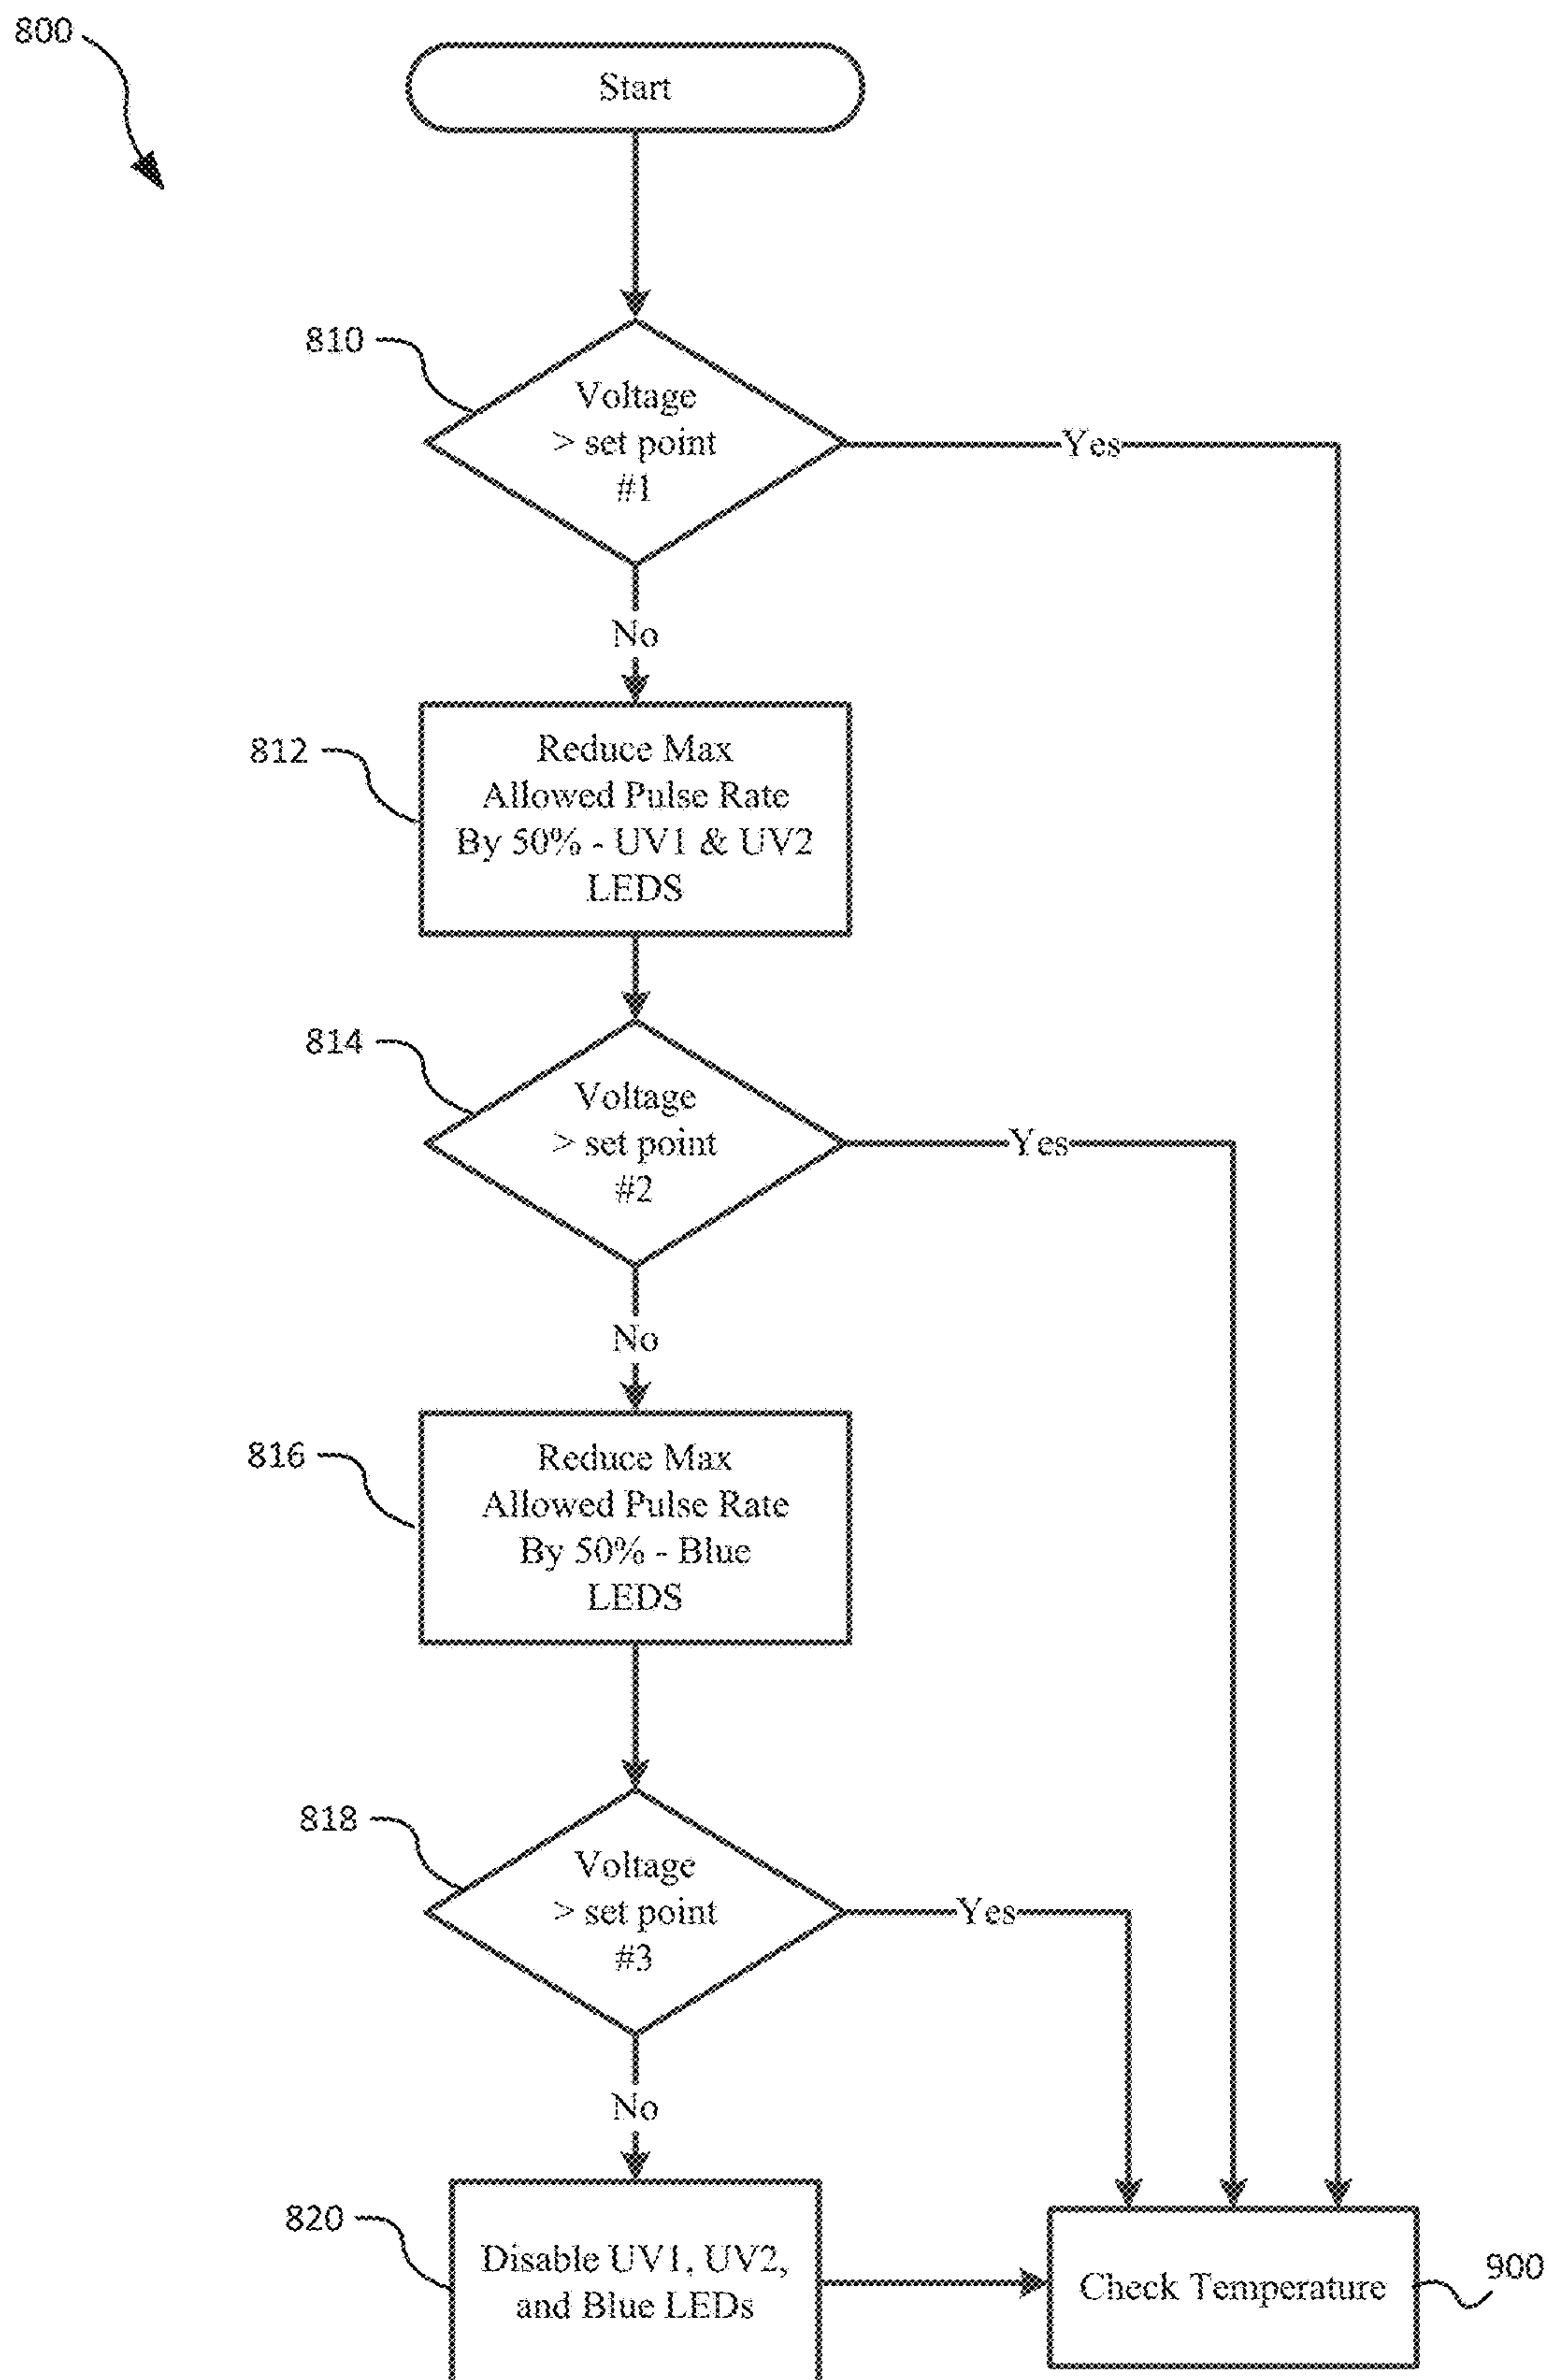 800
Start
810
Voltage
> set point
#1
Yes
No
812
Reduce Max
Allowed Pulse Rate
By 50% - UV1 & UV2
LEDS
814
Voltage
> set point
#2
Yes
No
816
Reduce Max
Allowed Pulse Rate
By 50% - Blue
LEDS
818
Voltage
> set point
#3
Yes
No
820
Disable UV1, UV2,
and Blue LEDs
Check Temperature
900